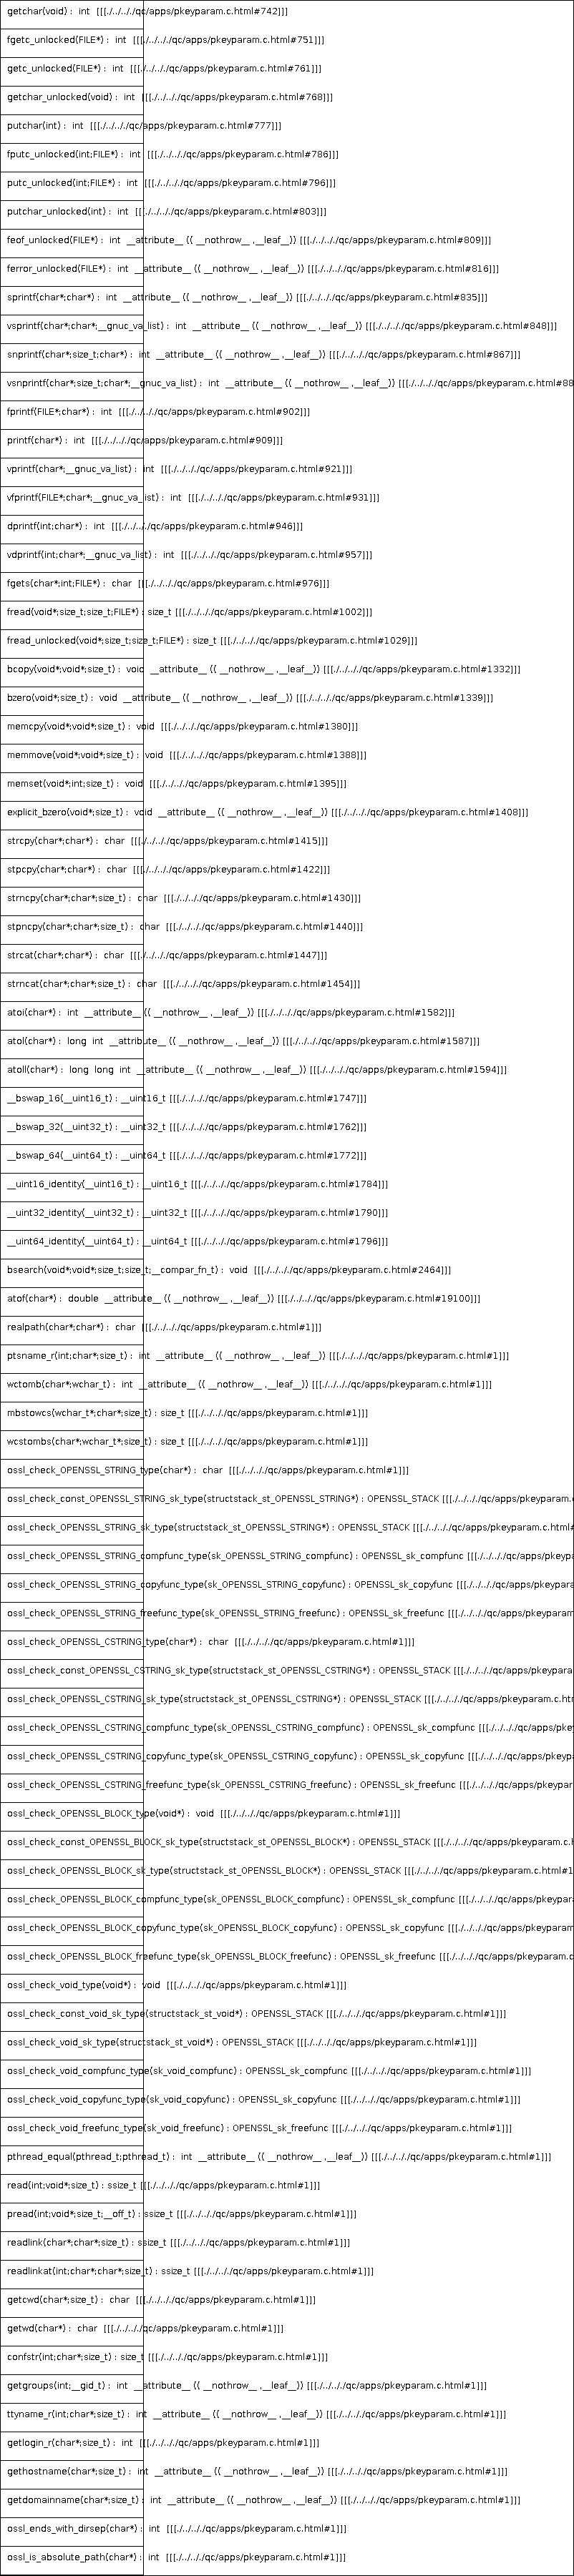 getchar(void) : int [[[./../../qc/apps/pkeyparam.c.html#742]]]
fgetc_unlocked(FILE*) : int [[[./../../qc/apps/pkeyparam.c.html#751]]]
getc_unlocked(FILE*) : int [[[./../../qc/apps/pkeyparam.c.html#761]]]
getchar_unlocked(void) : int [[[./../../qc/apps/pkeyparam.c.html#768]]]
putchar(int) : int [[[./../../qc/apps/pkeyparam.c.html#777]]]
fputc_unlocked(int;FILE*) : int [[[./../../qc/apps/pkeyparam.c.html#786]]]
putc_unlocked(int;FILE*) : int [[[./../../qc/apps/pkeyparam.c.html#796]]]
putchar_unlocked(int) : int [[[./../../qc/apps/pkeyparam.c.html#803]]]
feof_unlocked(FILE*) : int __attribute__ (( __nothrow__ ,__leaf__)) [[[./../../qc/apps/pkeyparam.c.html#809]]]
ferror_unlocked(FILE*) : int __attribute__ (( __nothrow__ ,__leaf__)) [[[./../../qc/apps/pkeyparam.c.html#816]]]
sprintf(char*;char*) : int __attribute__ (( __nothrow__ ,__leaf__)) [[[./../../qc/apps/pkeyparam.c.html#835]]]
vsprintf(char*;char*;__gnuc_va_list) : int __attribute__ (( __nothrow__ ,__leaf__)) [[[./../../qc/apps/pkeyparam.c.html#848]]]
snprintf(char*;size_t;char*) : int __attribute__ (( __nothrow__ ,__leaf__)) [[[./../../qc/apps/pkeyparam.c.html#867]]]
vsnprintf(char*;size_t;char*;__gnuc_va_list) : int __attribute__ (( __nothrow__ ,__leaf__)) [[[./../../qc/apps/pkeyparam.c.html#88
fprintf(FILE*;char*) : int [[[./../../qc/apps/pkeyparam.c.html#902]]]
printf(char*) : int [[[./../../qc/apps/pkeyparam.c.html#909]]]
vprintf(char*;__gnuc_va_list) : int [[[./../../qc/apps/pkeyparam.c.html#921]]]
vfprintf(FILE*;char*;__gnuc_va_list) : int [[[./../../qc/apps/pkeyparam.c.html#931]]]
dprintf(int;char*) : int [[[./../../qc/apps/pkeyparam.c.html#946]]]
vdprintf(int;char*;__gnuc_va_list) : int [[[./../../qc/apps/pkeyparam.c.html#957]]]
fgets(char*;int;FILE*) : char [[[./../../qc/apps/pkeyparam.c.html#976]]]
fread(void*;size_t;size_t;FILE*) : size_t [[[./../../qc/apps/pkeyparam.c.html#1002]]]
fread_unlocked(void*;size_t;size_t;FILE*) : size_t [[[./../../qc/apps/pkeyparam.c.html#1029]]]
bcopy(void*;void*;size_t) : void __attribute__ (( __nothrow__ ,__leaf__)) [[[./../../qc/apps/pkeyparam.c.html#1332]]]
bzero(void*;size_t) : void __attribute__ (( __nothrow__ ,__leaf__)) [[[./../../qc/apps/pkeyparam.c.html#1339]]]
memcpy(void*;void*;size_t) : void [[[./../../qc/apps/pkeyparam.c.html#1380]]]
memmove(void*;void*;size_t) : void [[[./../../qc/apps/pkeyparam.c.html#1388]]]
memset(void*;int;size_t) : void [[[./../../qc/apps/pkeyparam.c.html#1395]]]
explicit_bzero(void*;size_t) : void __attribute__ (( __nothrow__ ,__leaf__)) [[[./../../qc/apps/pkeyparam.c.html#1408]]]
strcpy(char*;char*) : char [[[./../../qc/apps/pkeyparam.c.html#1415]]]
stpcpy(char*;char*) : char [[[./../../qc/apps/pkeyparam.c.html#1422]]]
strncpy(char*;char*;size_t) : char [[[./../../qc/apps/pkeyparam.c.html#1430]]]
stpncpy(char*;char*;size_t) : char [[[./../../qc/apps/pkeyparam.c.html#1440]]]
strcat(char*;char*) : char [[[./../../qc/apps/pkeyparam.c.html#1447]]]
strncat(char*;char*;size_t) : char [[[./../../qc/apps/pkeyparam.c.html#1454]]]
atoi(char*) : int __attribute__ (( __nothrow__ ,__leaf__)) [[[./../../qc/apps/pkeyparam.c.html#1582]]]
atol(char*) : long int __attribute__ (( __nothrow__ ,__leaf__)) [[[./../../qc/apps/pkeyparam.c.html#1587]]]
atoll(char*) : long long int __attribute__ (( __nothrow__ ,__leaf__)) [[[./../../qc/apps/pkeyparam.c.html#1594]]]
__bswap_16(__uint16_t) : __uint16_t [[[./../../qc/apps/pkeyparam.c.html#1747]]]
__bswap_32(__uint32_t) : __uint32_t [[[./../../qc/apps/pkeyparam.c.html#1762]]]
__bswap_64(__uint64_t) : __uint64_t [[[./../../qc/apps/pkeyparam.c.html#1772]]]
__uint16_identity(__uint16_t) : __uint16_t [[[./../../qc/apps/pkeyparam.c.html#1784]]]
__uint32_identity(__uint32_t) : __uint32_t [[[./../../qc/apps/pkeyparam.c.html#1790]]]
__uint64_identity(__uint64_t) : __uint64_t [[[./../../qc/apps/pkeyparam.c.html#1796]]]
bsearch(void*;void*;size_t;size_t;__compar_fn_t) : void [[[./../../qc/apps/pkeyparam.c.html#2464]]]
atof(char*) : double __attribute__ (( __nothrow__ ,__leaf__)) [[[./../../qc/apps/pkeyparam.c.html#19100]]]
realpath(char*;char*) : char [[[./../../qc/apps/pkeyparam.c.html#1]]]
ptsname_r(int;char*;size_t) : int __attribute__ (( __nothrow__ ,__leaf__)) [[[./../../qc/apps/pkeyparam.c.html#1]]]
wctomb(char*;wchar_t) : int __attribute__ (( __nothrow__ ,__leaf__)) [[[./../../qc/apps/pkeyparam.c.html#1]]]
mbstowcs(wchar_t*;char*;size_t) : size_t [[[./../../qc/apps/pkeyparam.c.html#1]]]
wcstombs(char*;wchar_t*;size_t) : size_t [[[./../../qc/apps/pkeyparam.c.html#1]]]
ossl_check_OPENSSL_STRING_type(char*) : char [[[./../../qc/apps/pkeyparam.c.html#1]]]
ossl_check_const_OPENSSL_STRING_sk_type(structstack_st_OPENSSL_STRING*) : OPENSSL_STACK [[[./../../qc/apps/pkeyparam.c
ossl_check_OPENSSL_STRING_sk_type(structstack_st_OPENSSL_STRING*) : OPENSSL_STACK [[[./../../qc/apps/pkeyparam.c.html#
ossl_check_OPENSSL_STRING_compfunc_type(sk_OPENSSL_STRING_compfunc) : OPENSSL_sk_compfunc [[[./../../qc/apps/pkeypa
ossl_check_OPENSSL_STRING_copyfunc_type(sk_OPENSSL_STRING_copyfunc) : OPENSSL_sk_copyfunc [[[./../../qc/apps/pkeypara
ossl_check_OPENSSL_STRING_freefunc_type(sk_OPENSSL_STRING_freefunc) : OPENSSL_sk_freefunc [[[./../../qc/apps/pkeyparam
ossl_check_OPENSSL_CSTRING_type(char*) : char [[[./../../qc/apps/pkeyparam.c.html#1]]]
ossl_check_const_OPENSSL_CSTRING_sk_type(structstack_st_OPENSSL_CSTRING*) : OPENSSL_STACK [[[./../../qc/apps/pkeypara
ossl_check_OPENSSL_CSTRING_sk_type(structstack_st_OPENSSL_CSTRING*) : OPENSSL_STACK [[[./../../qc/apps/pkeyparam.c.ht
ossl_check_OPENSSL_CSTRING_compfunc_type(sk_OPENSSL_CSTRING_compfunc) : OPENSSL_sk_compfunc [[[./../../qc/apps/pkey
ossl_check_OPENSSL_CSTRING_copyfunc_type(sk_OPENSSL_CSTRING_copyfunc) : OPENSSL_sk_copyfunc [[[./../../qc/apps/pkeyp
ossl_check_OPENSSL_CSTRING_freefunc_type(sk_OPENSSL_CSTRING_freefunc) : OPENSSL_sk_freefunc [[[./../../qc/apps/pkeypar
ossl_check_OPENSSL_BLOCK_type(void*) : void [[[./../../qc/apps/pkeyparam.c.html#1]]]
ossl_check_const_OPENSSL_BLOCK_sk_type(structstack_st_OPENSSL_BLOCK*) : OPENSSL_STACK [[[./../../qc/apps/pkeyparam.c.h
ossl_check_OPENSSL_BLOCK_sk_type(structstack_st_OPENSSL_BLOCK*) : OPENSSL_STACK [[[./../../qc/apps/pkeyparam.c.html#1
ossl_check_OPENSSL_BLOCK_compfunc_type(sk_OPENSSL_BLOCK_compfunc) : OPENSSL_sk_compfunc [[[./../../qc/apps/pkeypara
ossl_check_OPENSSL_BLOCK_copyfunc_type(sk_OPENSSL_BLOCK_copyfunc) : OPENSSL_sk_copyfunc [[[./../../qc/apps/pkeyparam
ossl_check_OPENSSL_BLOCK_freefunc_type(sk_OPENSSL_BLOCK_freefunc) : OPENSSL_sk_freefunc [[[./../../qc/apps/pkeyparam.c
ossl_check_void_type(void*) : void [[[./../../qc/apps/pkeyparam.c.html#1]]]
ossl_check_const_void_sk_type(structstack_st_void*) : OPENSSL_STACK [[[./../../qc/apps/pkeyparam.c.html#1]]]
ossl_check_void_sk_type(structstack_st_void*) : OPENSSL_STACK [[[./../../qc/apps/pkeyparam.c.html#1]]]
ossl_check_void_compfunc_type(sk_void_compfunc) : OPENSSL_sk_compfunc [[[./../../qc/apps/pkeyparam.c.html#1]]]
ossl_check_void_copyfunc_type(sk_void_copyfunc) : OPENSSL_sk_copyfunc [[[./../../qc/apps/pkeyparam.c.html#1]]]
ossl_check_void_freefunc_type(sk_void_freefunc) : OPENSSL_sk_freefunc [[[./../../qc/apps/pkeyparam.c.html#1]]]
pthread_equal(pthread_t;pthread_t) : int __attribute__ (( __nothrow__ ,__leaf__)) [[[./../../qc/apps/pkeyparam.c.html#1]]]
read(int;void*;size_t) : ssize_t [[[./../../qc/apps/pkeyparam.c.html#1]]]
pread(int;void*;size_t;__off_t) : ssize_t [[[./../../qc/apps/pkeyparam.c.html#1]]]
readlink(char*;char*;size_t) : ssize_t [[[./../../qc/apps/pkeyparam.c.html#1]]]
readlinkat(int;char*;char*;size_t) : ssize_t [[[./../../qc/apps/pkeyparam.c.html#1]]]
getcwd(char*;size_t) : char [[[./../../qc/apps/pkeyparam.c.html#1]]]
getwd(char*) : char [[[./../../qc/apps/pkeyparam.c.html#1]]]
confstr(int;char*;size_t) : size_t [[[./../../qc/apps/pkeyparam.c.html#1]]]
getgroups(int;__gid_t) : int __attribute__ (( __nothrow__ ,__leaf__)) [[[./../../qc/apps/pkeyparam.c.html#1]]]
ttyname_r(int;char*;size_t) : int __attribute__ (( __nothrow__ ,__leaf__)) [[[./../../qc/apps/pkeyparam.c.html#1]]]
getlogin_r(char*;size_t) : int [[[./../../qc/apps/pkeyparam.c.html#1]]]
gethostname(char*;size_t) : int __attribute__ (( __nothrow__ ,__leaf__)) [[[./../../qc/apps/pkeyparam.c.html#1]]]
getdomainname(char*;size_t) : int __attribute__ (( __nothrow__ ,__leaf__)) [[[./../../qc/apps/pkeyparam.c.html#1]]]
ossl_ends_with_dirsep(char*) : int [[[./../../qc/apps/pkeyparam.c.html#1]]]
ossl_is_absolute_path(char*) : int [[[./../../qc/apps/pkeyparam.c.html#1]]]